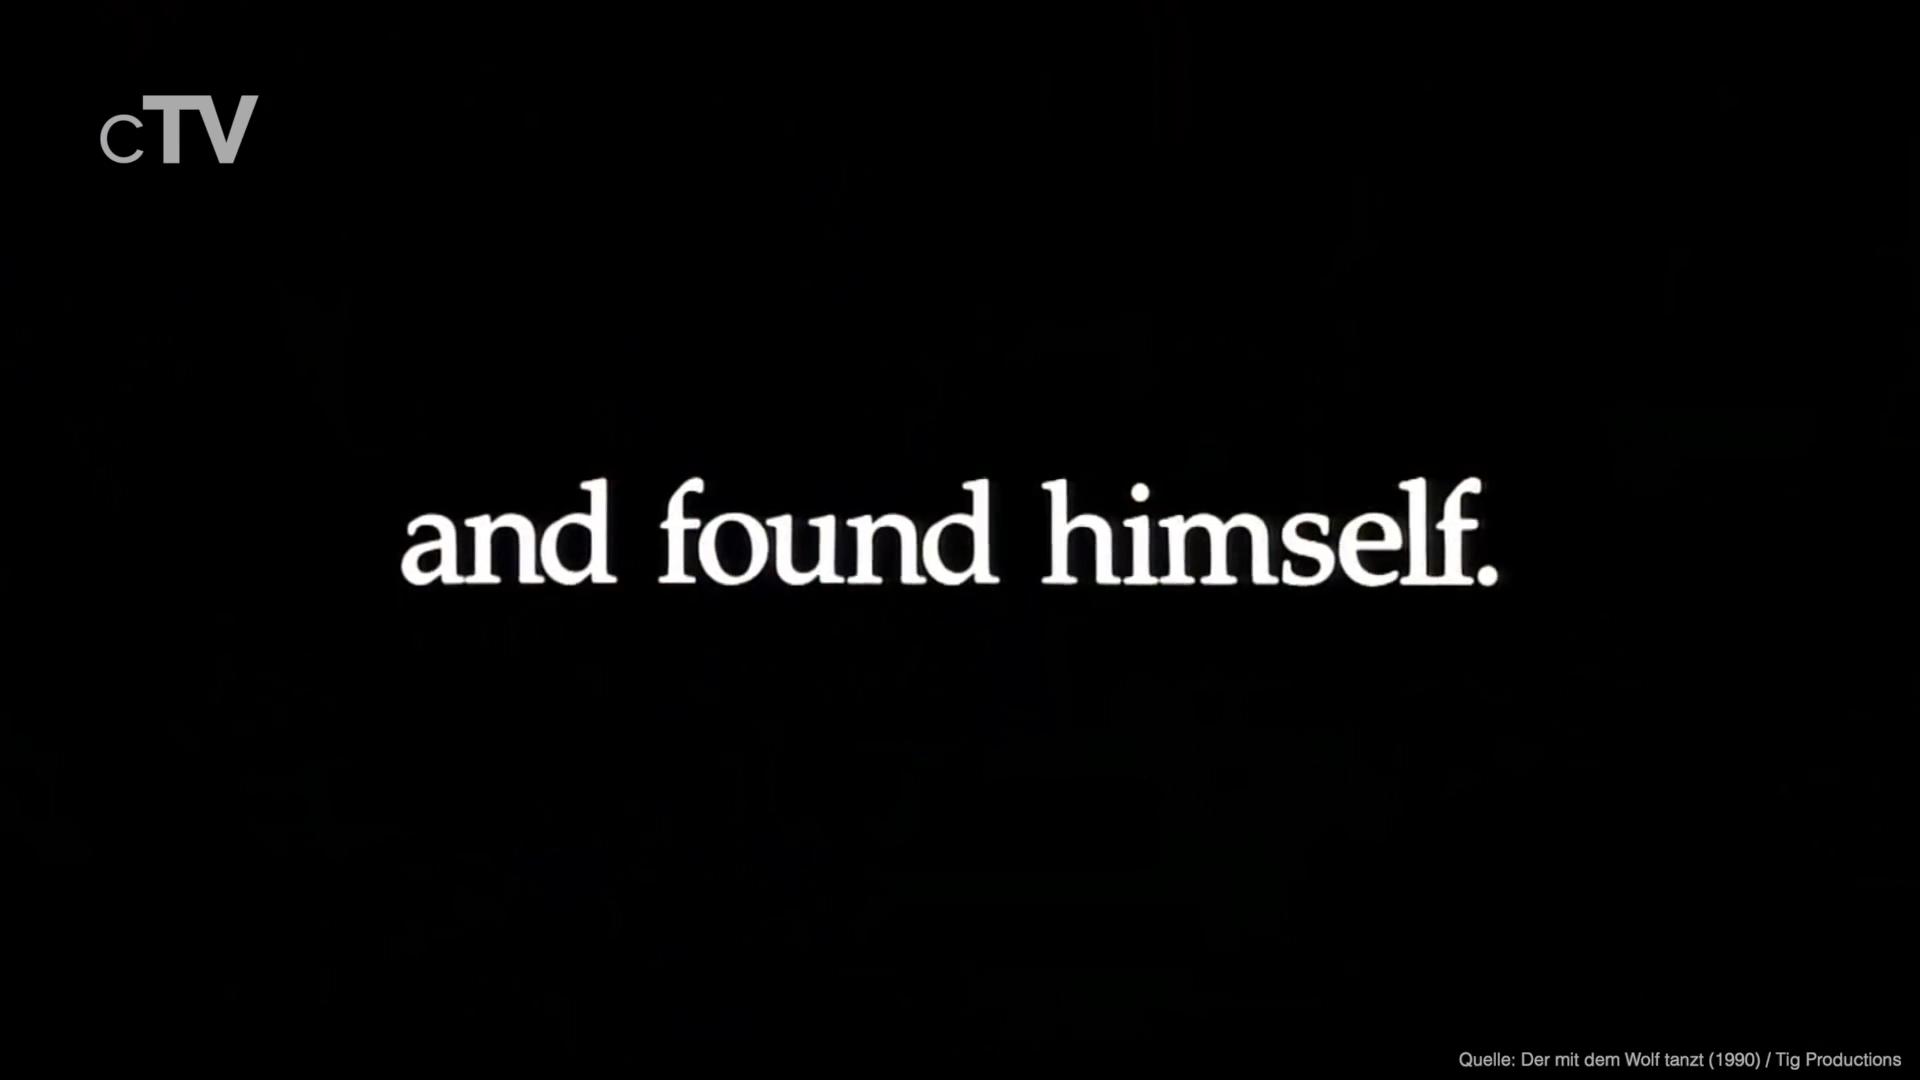 cTV
and found himself.
Quelle: Der mit dem Wolf tanzt (1990) / Tig Productions